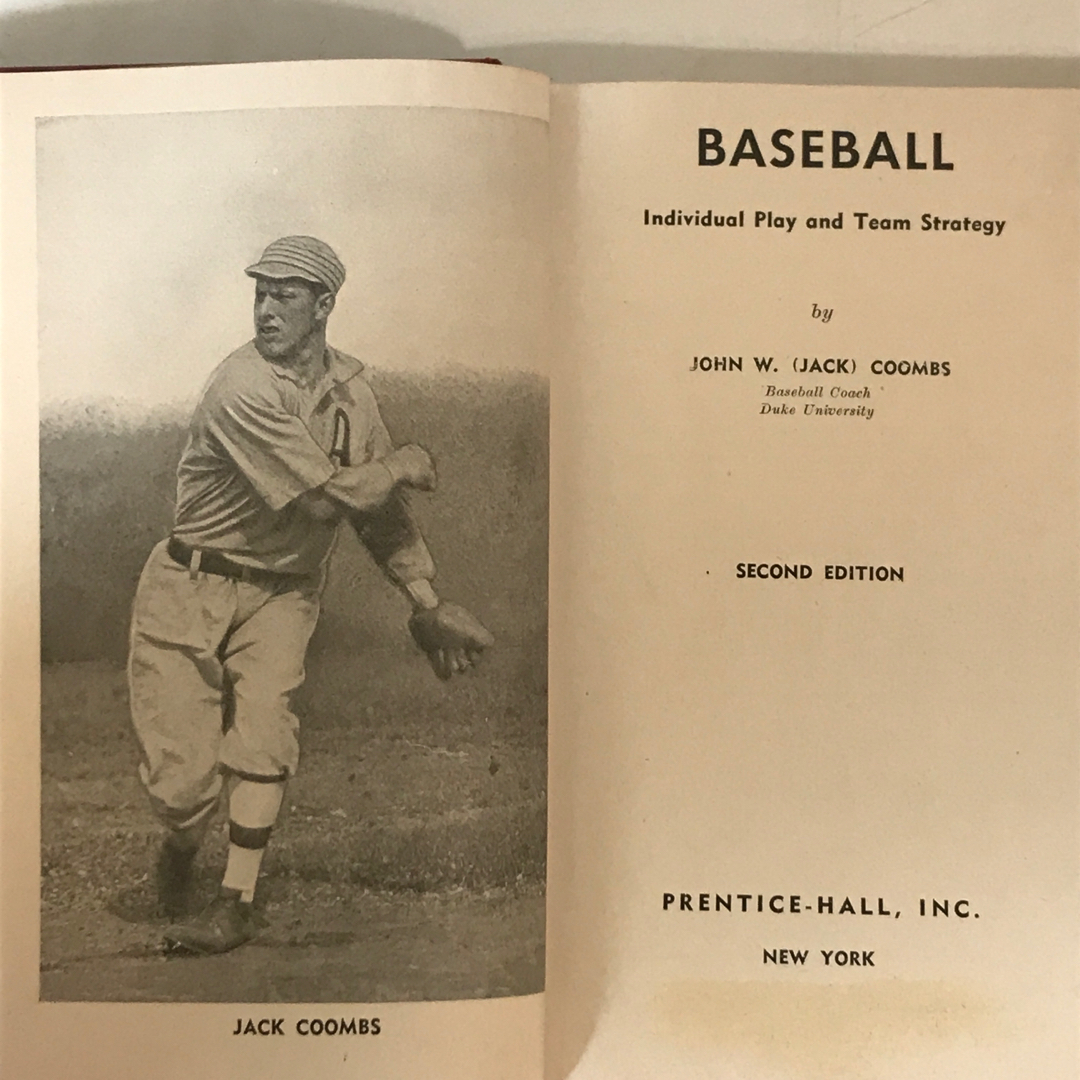 A
JACK COOMBS
BASEBALL
Individual Play and Team Strategy
by
JOHN W. (JACK) COOMBS
Baseball Coach
Duke University
SECOND EDITION
PRENTICE-HALL, INC.
NEW YORK